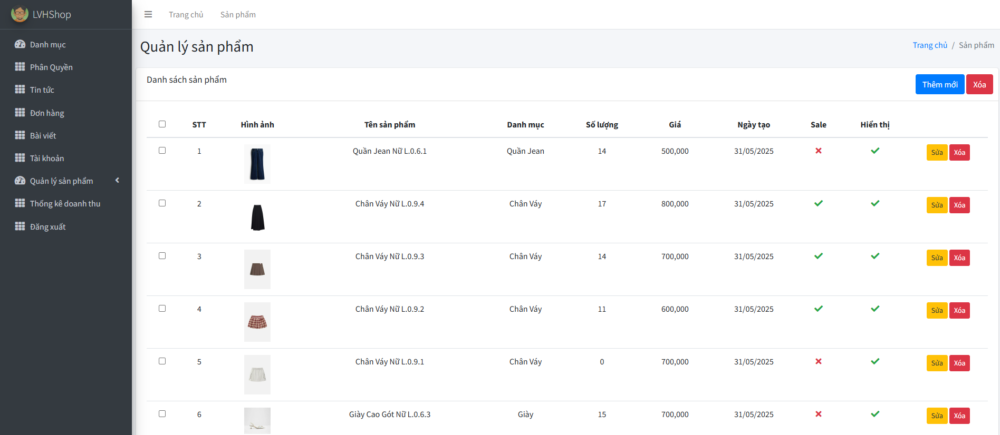 LVHShop
Trang chủ Sản phẩm
Danh mục
Phân Quyền
Tin tức
Đơn hàng
Bài viết
Tài khoản
Quản lý sản phẩm
Thống kê doanh thu
Đăng xuất
Quản lý sản phẩm
Trang chủ / Sản phẩm
Danh sách sản phẩm
Thêm mới Xóa
STT Hình ảnh Tên sản phẩm Danh mục Số lượng Giá Ngày tạo Sale Hiển thị
1 Quần Jean Nữ L.0.6.1 Quần Jean 14 500,000 31/05/2025 Sửa Xóa
2 Chân Váy Nữ L.0.9.4 Chân Váy 17 800,000 31/05/2025 Sửa Xóa
3 Chân Váy Nữ L.0.9.3 Chân Váy 14 700,000 31/05/2025 Sửa Xóa
4 Chân Váy Nữ L.0.9.2 Chân Váy 11 600,000 31/05/2025 Sửa Xóa
5 Chân Váy Nữ L.0.9.1 Chân Váy 0 700,000 31/05/2025 Sửa Xóa
6 Giày Cao Gót Nữ L.0.6.3 Giày 15 700,000 31/05/2025 Sửa Xóa